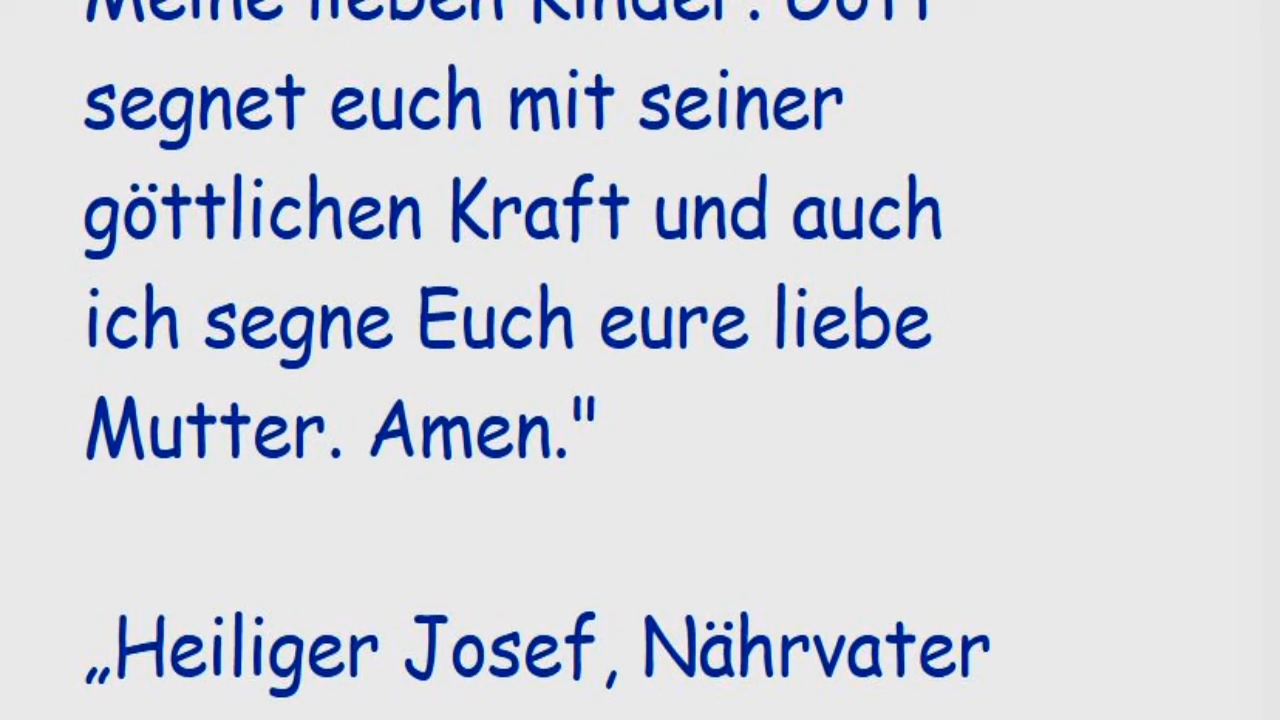 Meine lieben Kinder! Gott
segnet euch mit seiner
göttlichen Kraft und auch
ich segne Euch eure liebe
Mutter. Amen."
„Heiliger Josef, Nährvater